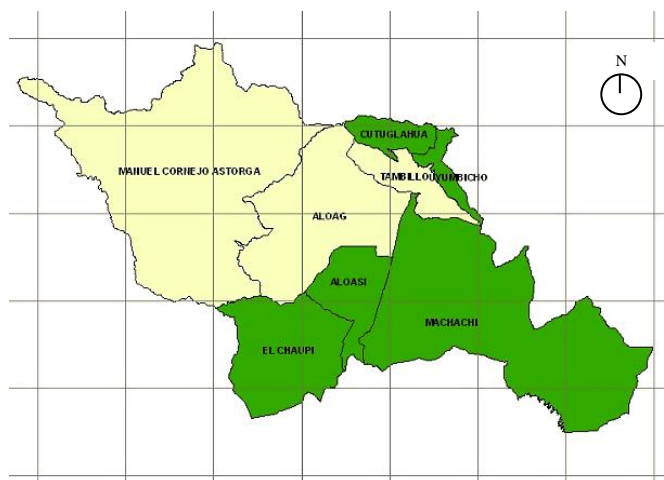 N
CUTUGLAHUA
MANUEL CORNEJO ASTORGA
TAMBILLO
UYUMBICHO
ALOAG
ALOASI
MACHACHI
EL CHAUPI